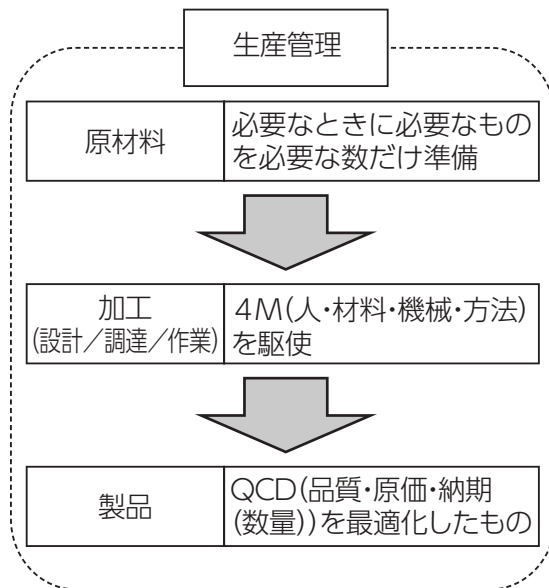 生産管理
原材料
必要なときに必要なもの
を必要な数だけ準備
加工
(設計／調達／作業)
4M(人・材料・機械・方法)
を駆使
製品
QCD(品質・原価・納期
(数量))を最適化したもの